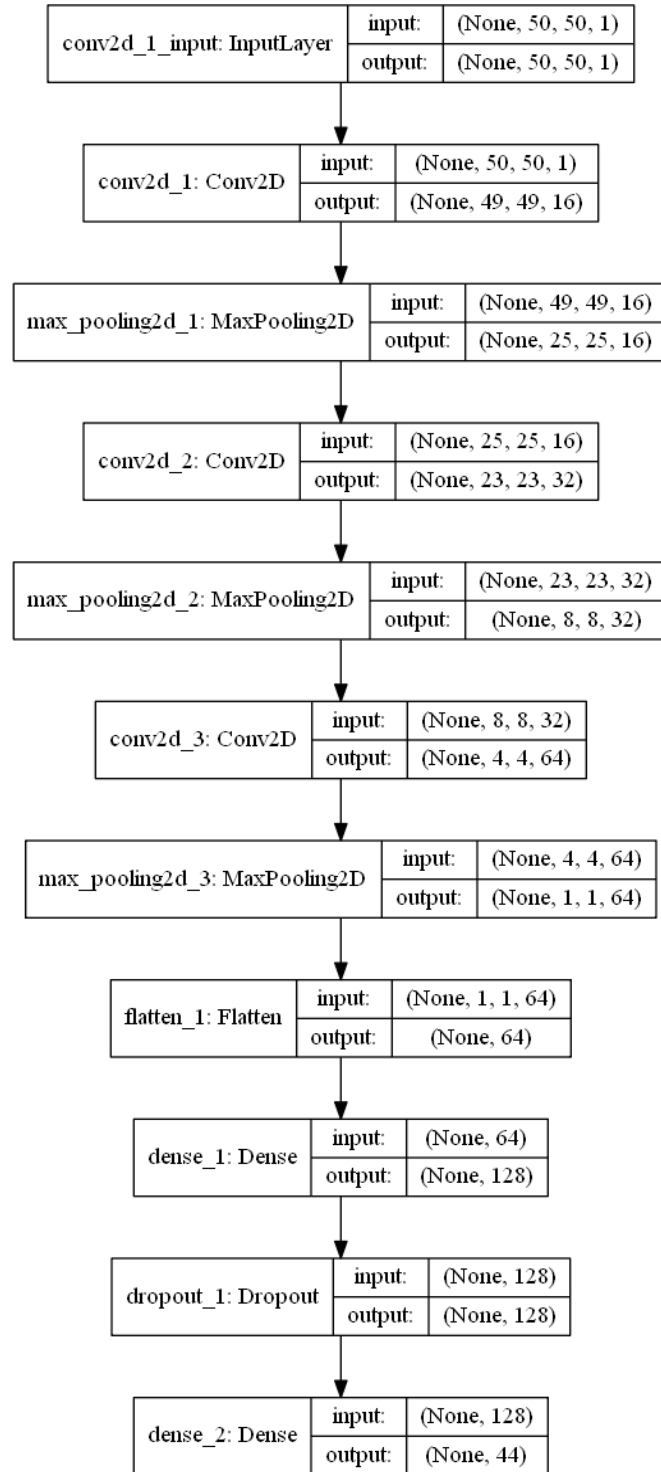 conv2d_1_input: InputLayer
input: (None, 50, 50, 1)
output: (None, 50, 50, 1)
conv2d_1: Conv2D
input: (None, 50, 50, 1)
output: (None, 49, 49, 16)
max_pooling2d_1: MaxPooling2D
input: (None, 49, 49, 16)
output: (None, 25, 25, 16)
conv2d_2: Conv2D
input: (None, 25, 25, 16)
output: (None, 23, 23, 32)
max_pooling2d_2: MaxPooling2D
input: (None, 23, 23, 32)
output: (None, 8, 8, 32)
conv2d_3: Conv2D
input: (None, 8, 8, 32)
output: (None, 4, 4, 64)
max_pooling2d_3: MaxPooling2D
input: (None, 4, 4, 64)
output: (None, 1, 1, 64)
flatten_1: Flatten
input: (None, 1, 1, 64)
output: (None, 64)
dense_1: Dense
input: (None, 64)
output: (None, 128)
dropout_1: Dropout
input: (None, 128)
output: (None, 128)
dense_2: Dense
input: (None, 128)
output: (None, 44)